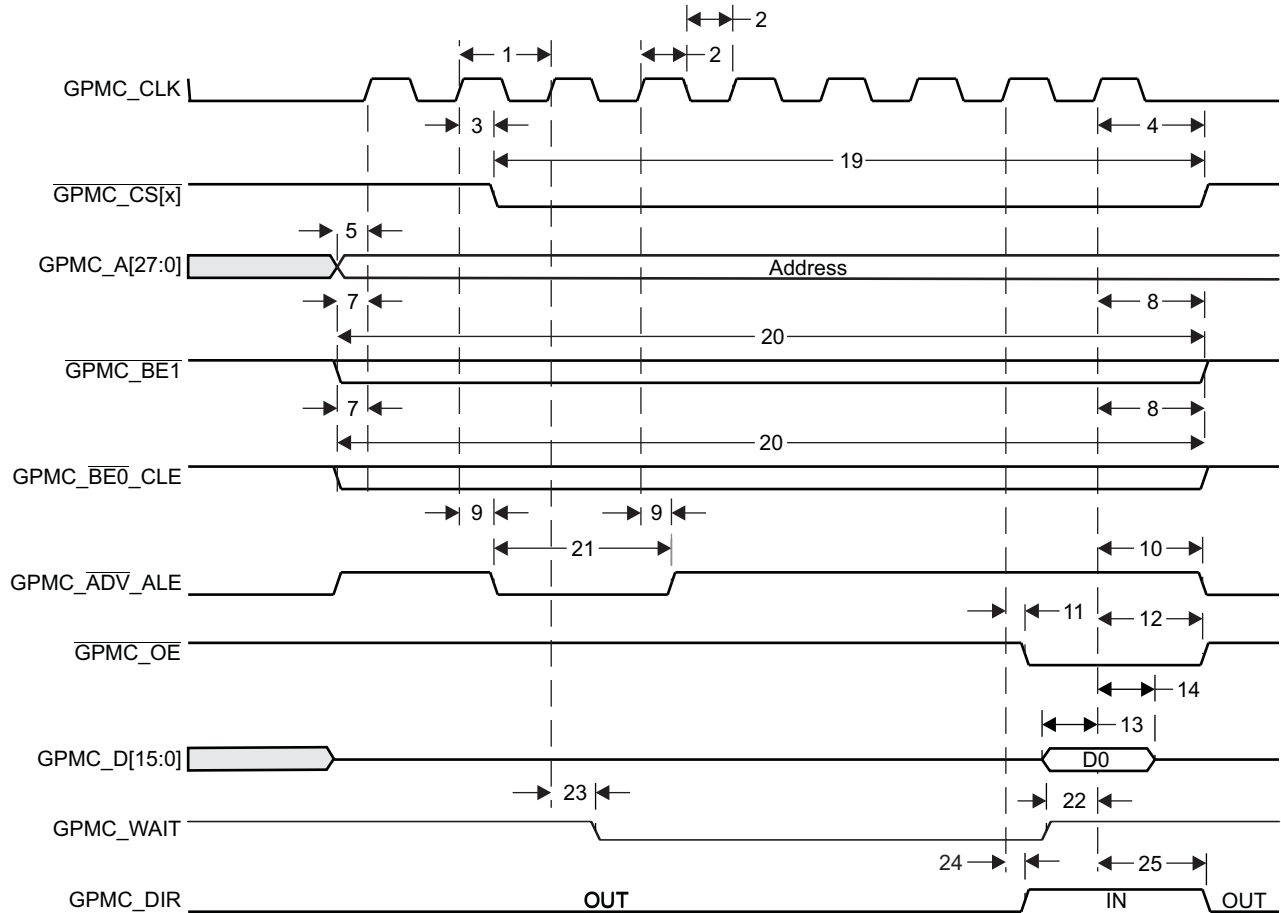 2
1
2
GPMC_CLK
3
4
19
GPMC_CS[x]
5
GPMC_A[27:0]
Address
7
8
20
GPMC_BE1
7
8
20
GPMC_BE0_CLE
9
9
21
10
GPMC_ADV_ALE
11
12
GPMC_OE
14
13
GPMC_D[15:0]
D0
23
22
GPMC_WAIT
24
25
GPMC_DIR
OUT
IN
OUT